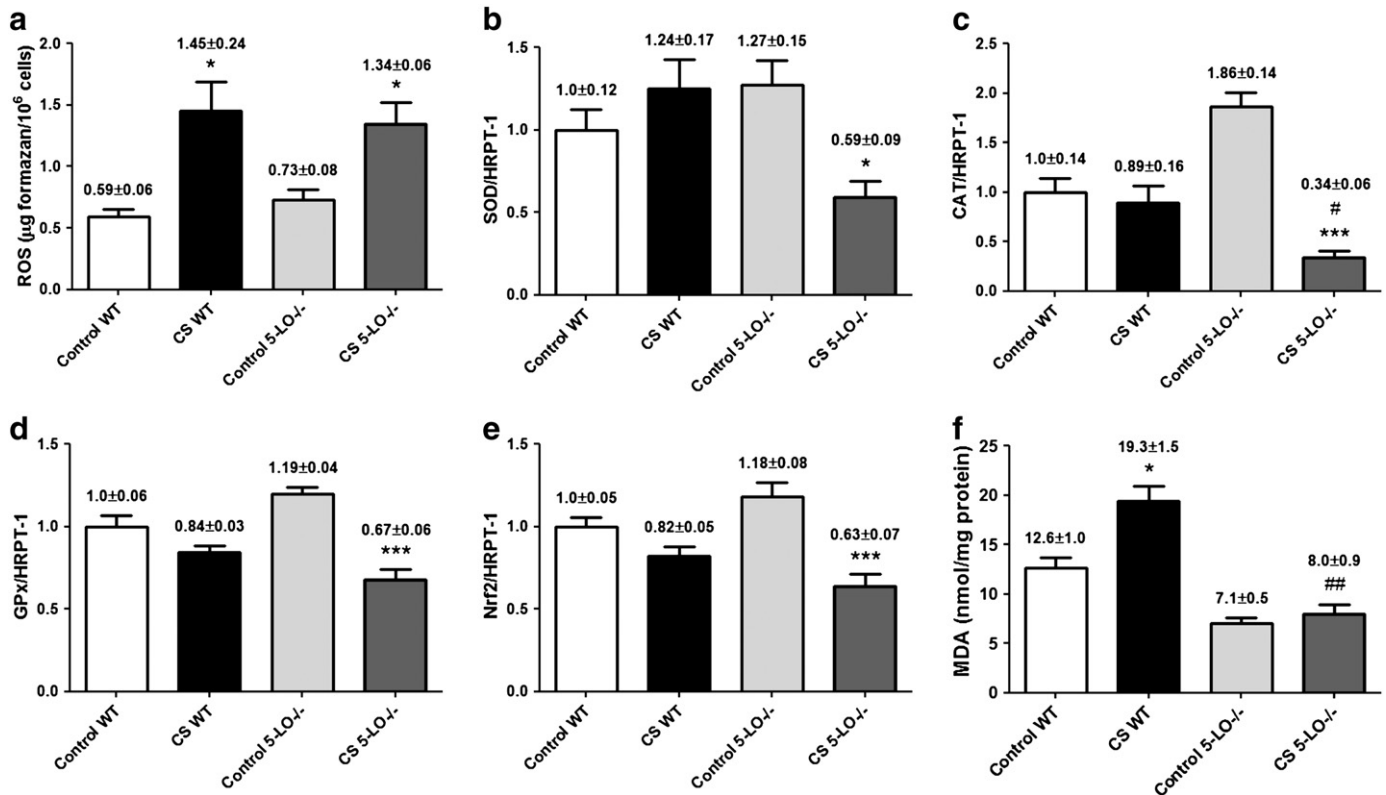 a
ROS (µg formazan/10⁶ cells)
2.0
1.5
1.0
0.5
0.0
0.59±0.06
1.45±0.24
*
0.73±0.08
1.34±0.06
*
Control WT
CS WT
Control 5-LO-/-
CS 5-LO-/-
b
SOD/HRPT-1
1.5
1.0
0.5
0.0
1.0±0.12
1.24±0.17
1.27±0.15
0.59±0.09
*
Control WT
CS WT
Control 5-LO-/-
CS 5-LO-/-
c
CAT/HRPT-1
2.5
2.0
1.5
1.0
0.5
0.0
1.0±0.14
0.89±0.16
1.86±0.14
0.34±0.06
#
***
Control WT
CS WT
Control 5-LO-/-
CS 5-LO-/-
d
GPx/HRPT-1
1.5
1.0
0.5
0.0
1.0±0.06
0.84±0.03
1.19±0.04
0.67±0.06
***
Control WT
CS WT
Control 5-LO-/-
CS 5-LO-/-
e
Nrf2/HRPT-1
1.5
1.0
0.5
0.0
1.0±0.05
0.82±0.05
1.18±0.08
0.63±0.07
***
Control WT
CS WT
Control 5-LO-/-
CS 5-LO-/-
f
MDA (nmol/mg protein)
25
20
15
10
5
0
12.6±1.0
19.3±1.5
*
7.1±0.5
8.0±0.9
##
Control WT
CS WT
Control 5-LO-/-
CS 5-LO-/-